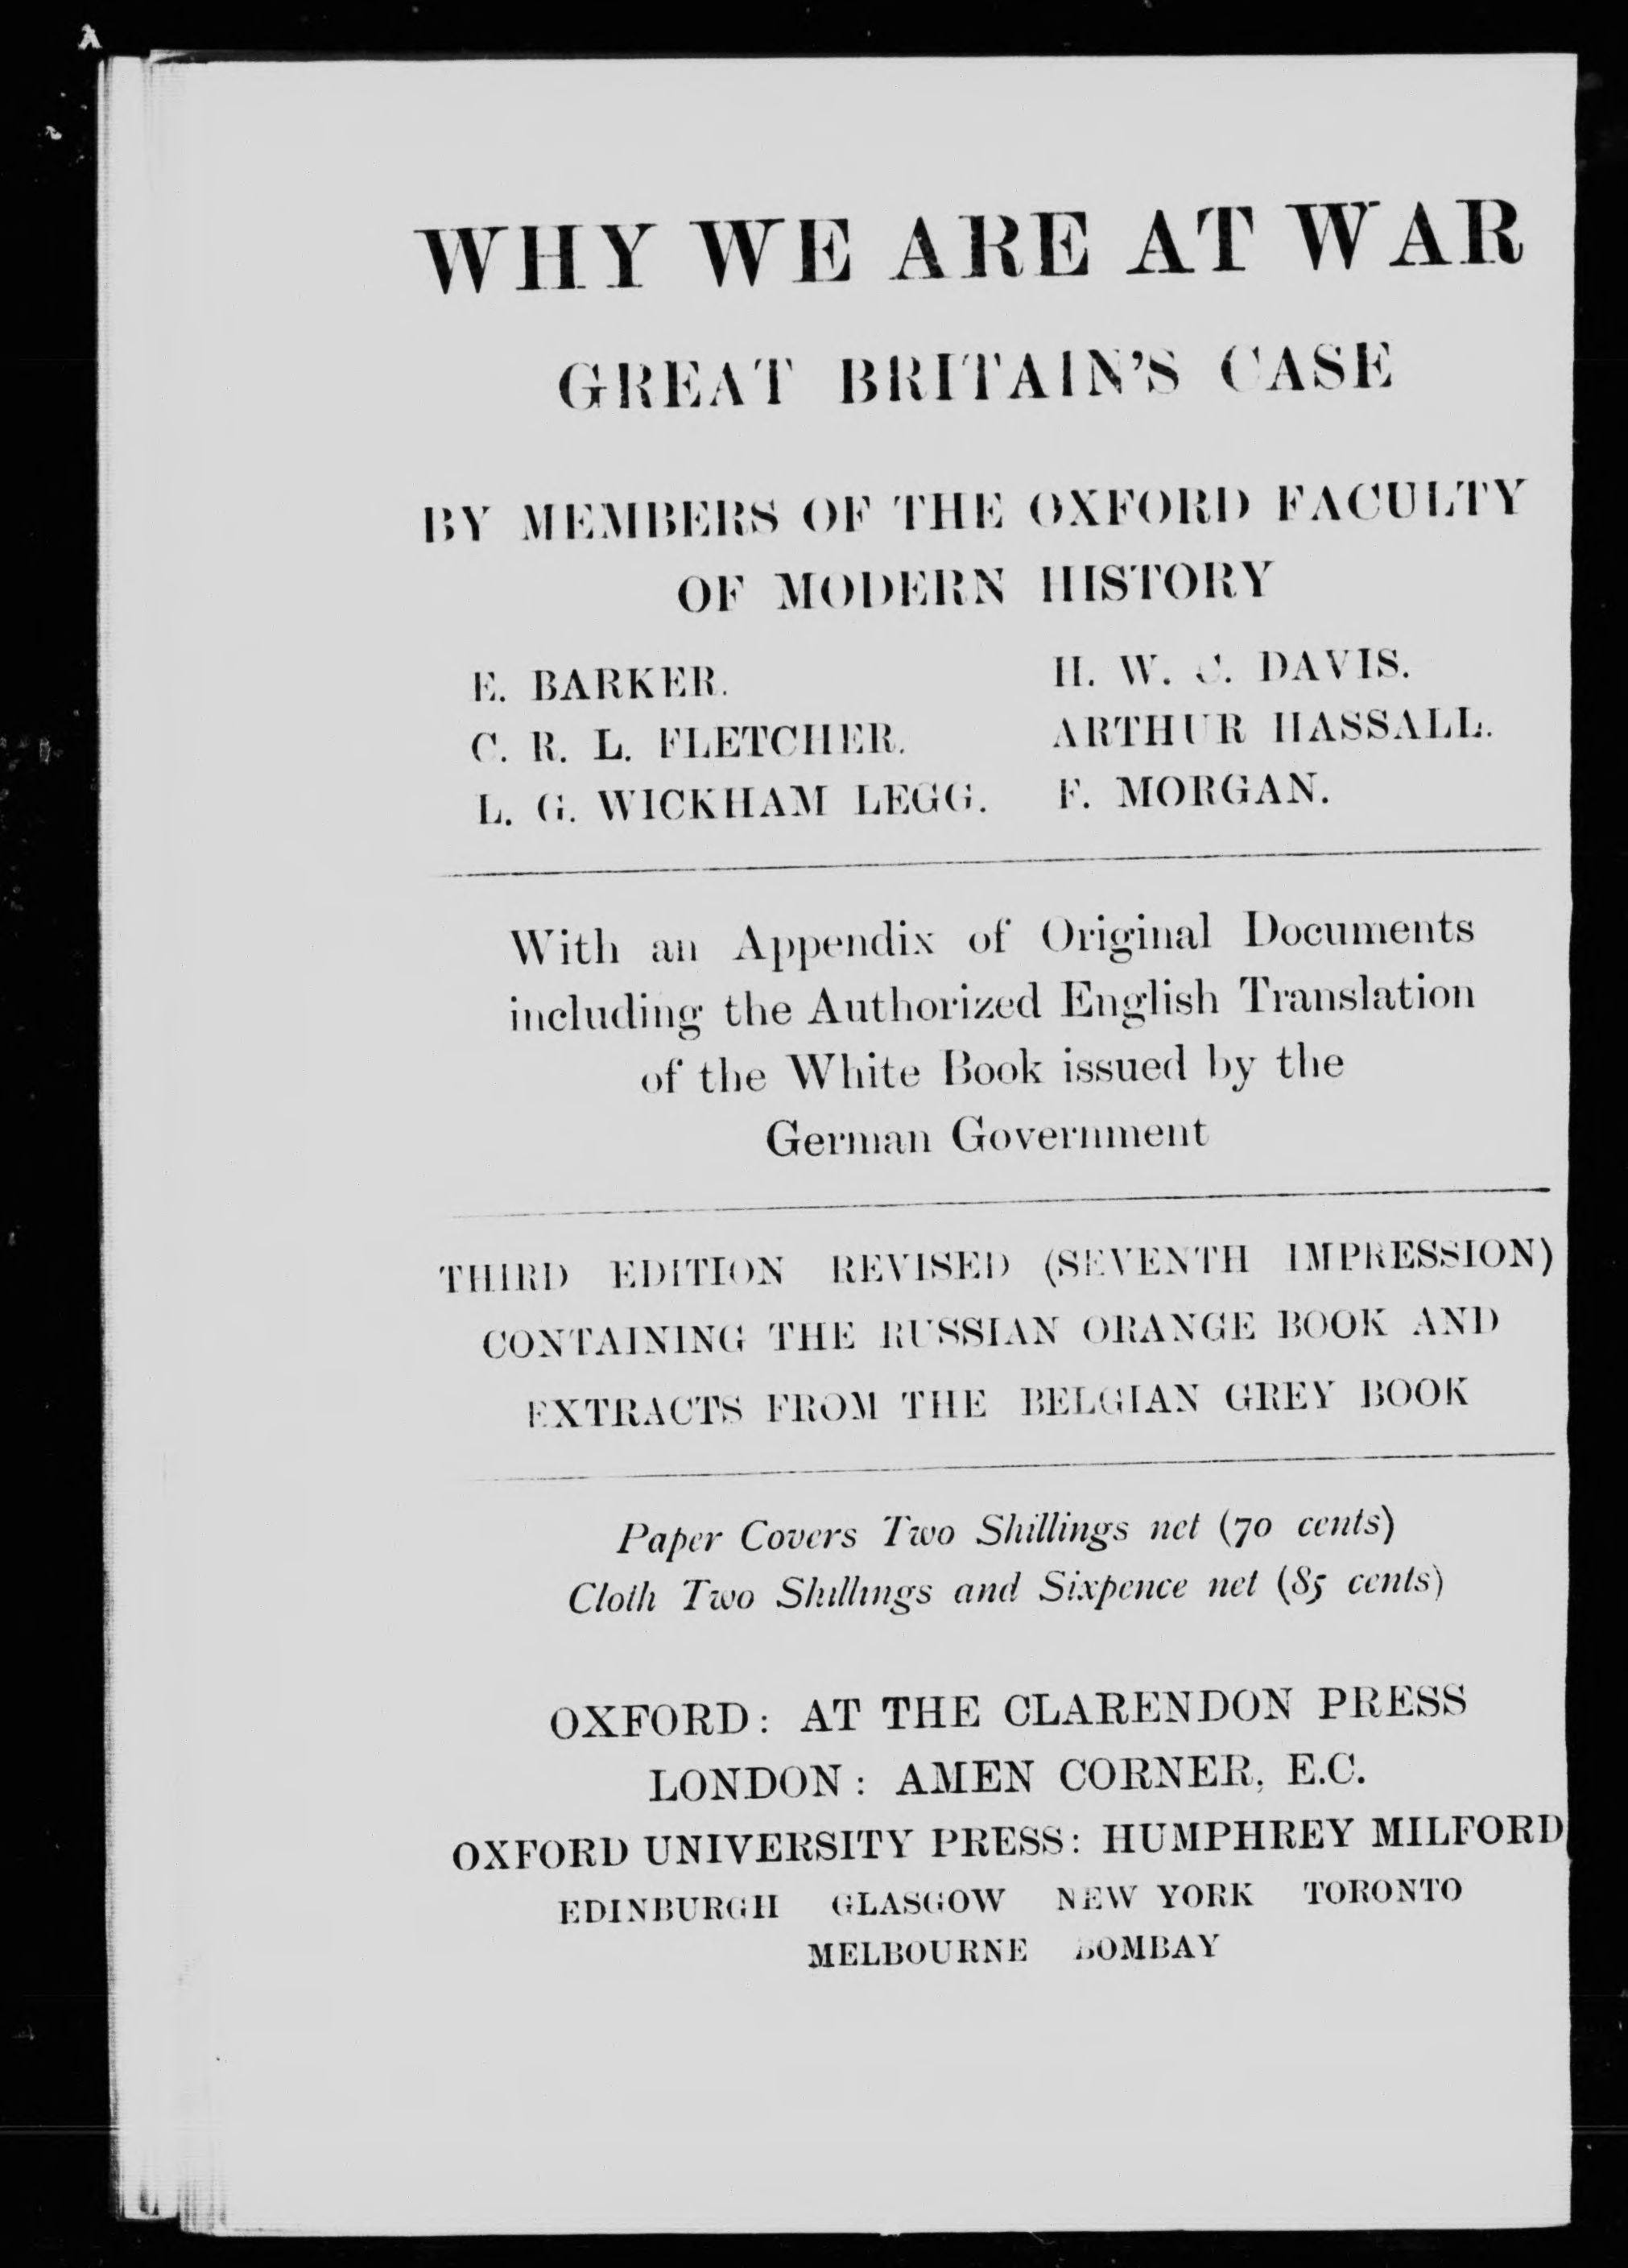 WHY WE ARE AT WAR
GREAT BRITAIN'S CASE
BY MEMBERS OF THE OXFORD FACULTY
OF MODERN HISTORY
E. BARKER. H. W. C. DAVIS.
C. R. L. FLETCHER. ARTHUR HASSALL.
L. G. WICKHAM LEGG. F. MORGAN.
With an Appendix of Original Documents
including the Authorized English Translation
of the White Book issued by the
German Government
THIRD EDITION REVISED (SEVENTH IMPRESSION)
CONTAINING THE RUSSIAN ORANGE BOOK AND
EXTRACTS FROM THE BELGIAN GREY BOOK
Paper Covers Two Shillings net (70 cents)
Cloth Two Shillings and Sixpence net (85 cents)
OXFORD: AT THE CLARENDON PRESS
LONDON: AMEN CORNER, E.C.
OXFORD UNIVERSITY PRESS: HUMPHREY MILFORD
EDINBURGH GLASGOW NEW YORK TORONTO
MELBOURNE BOMBAY